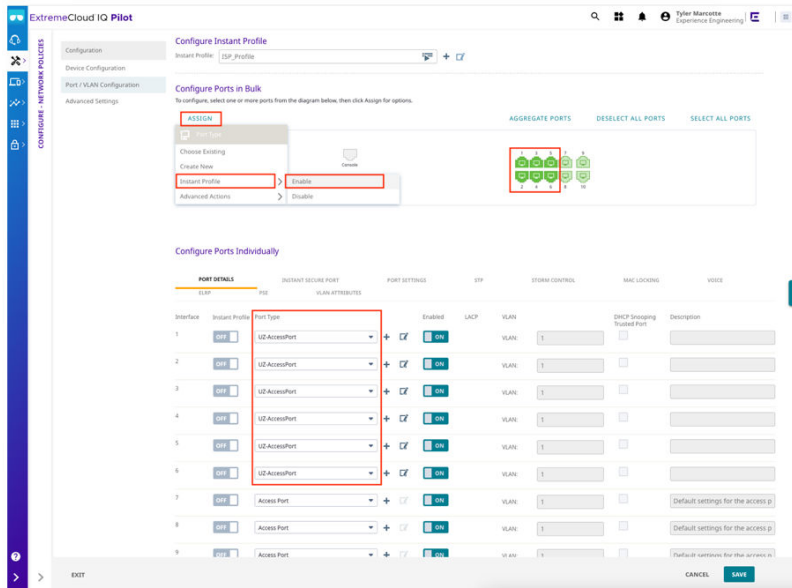 ExtremeCloud IQ Pilot
Tyler Marcotte
Experience Engineering
CONFIGURE - NETWORK POLICIES
Configuration
Device Configuration
Port / VLAN Configuration
Advanced Settings
Configure Instant Profile
Instant Profile: ISP_Profile
Configure Ports in Bulk
To configure, select one or more ports from the diagram below, then click Assign for options.
ASSIGN AGGREGATE PORTS DESELECT ALL PORTS SELECT ALL PORTS
Port Type
Choose Existing
Create New
Instant Profile Enable
Advanced Actions Disable
Console
1 3 5 7 9
2 4 6 8 10
Configure Ports Individually
PORT DETAILS INSTANT SECURE PORT PORT SETTINGS STP STORM CONTROL MAC LOCKING VOICE
ELRP PSE VLAN ATTRIBUTES
Interface Instant Profile Port Type Enabled LACP VLAN DHCP Snooping Trusted Port Description
1 OFF UZ-AccessPort ON VLAN: 1
2 OFF UZ-AccessPort ON VLAN: 1
3 OFF UZ-AccessPort ON VLAN: 1
4 OFF UZ-AccessPort ON VLAN: 1
5 OFF UZ-AccessPort ON VLAN: 1
6 OFF UZ-AccessPort ON VLAN: 1
7 OFF Access Port ON VLAN: 1 Default settings for the access p
8 OFF Access Port ON VLAN: 1 Default settings for the access p
9 OFF Access Port ON VLAN: 1 Default settings for the access p
EXIT CANCEL SAVE